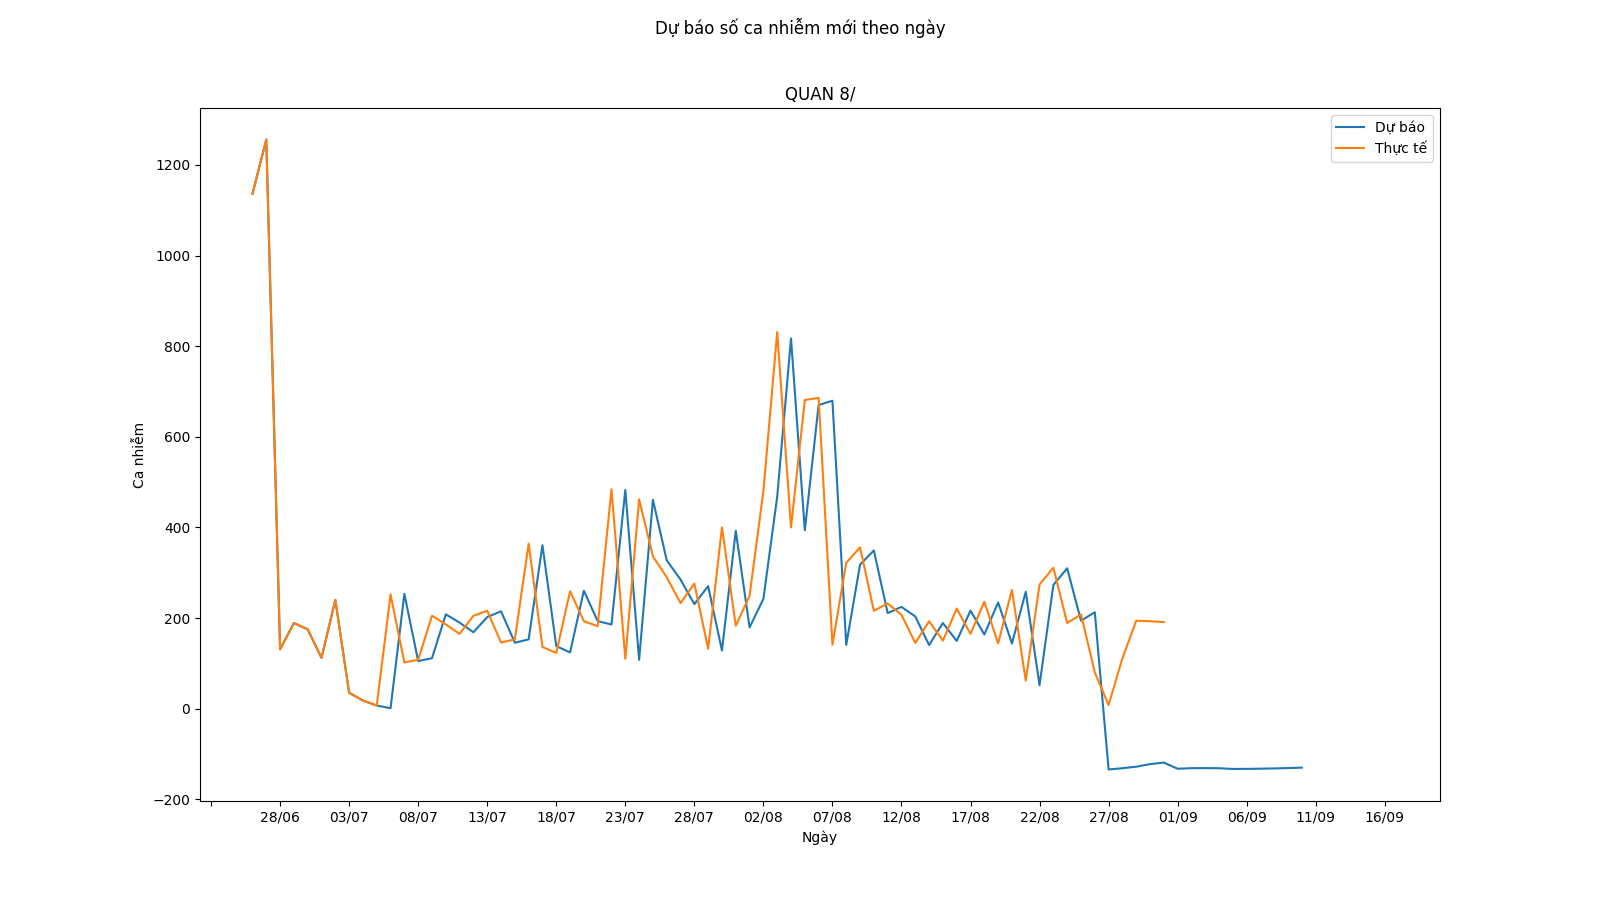 Dự báo số ca nhiễm mới theo ngày
QUAN 8/
Dự báo
Thực tế
1200
1000
800
600
400
200
0
−200
Ca nhiễm
28/06 03/07 08/07 13/07 18/07 23/07 28/07 02/08 07/08 12/08 17/08 22/08 27/08 01/09 06/09 11/09 16/09
Ngày